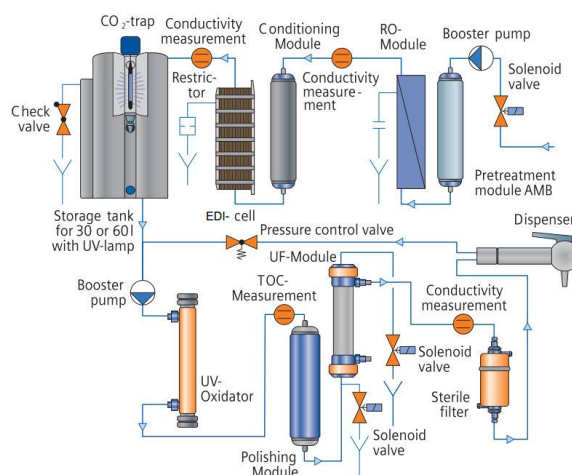 CO₂-trap
Conductivity
measurement
Conditioning
Module
RO-
Module
Booster pump
Solenoid
valve
Restric-
tor
Conductivity
measure-
ment
Check
valve
Pretreatment
module AMB
Storage tank
for 30 or 60l
with UV-lamp
EDI-cell
Pressure control valve
Dispenser
UF-Module
Booster
pump
TOC-
Measurement
Conductivity
measurement
Solenoid
valve
UV-
Oxidator
Sterile
filter
Solenoid
valve
Polishing
Module